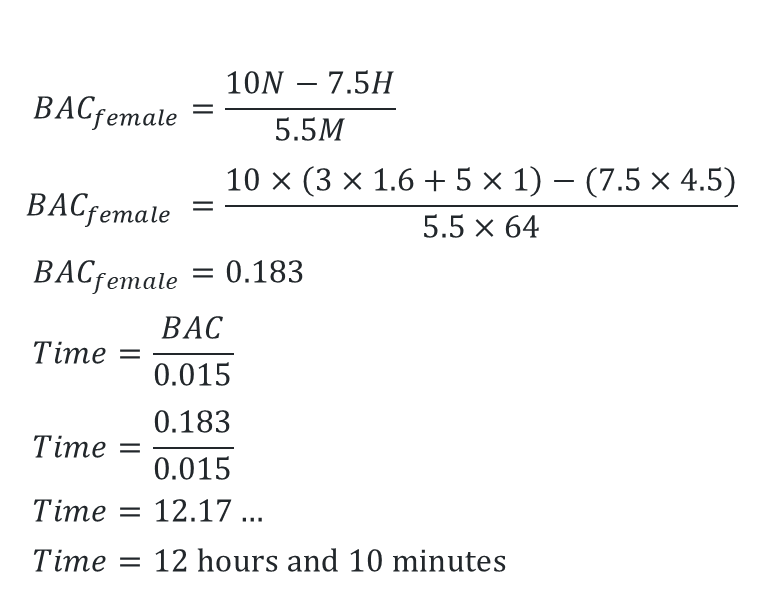 BAC_female = (10N − 7.5H)/(5.5M)
BAC_female = (10 × (3 × 1.6 + 5 × 1) − (7.5 × 4.5))/(5.5 × 64)
BAC_female = 0.183
Time = BAC/0.015
Time = 0.183/0.015
Time = 12.17 ...
Time = 12 hours and 10 minutes